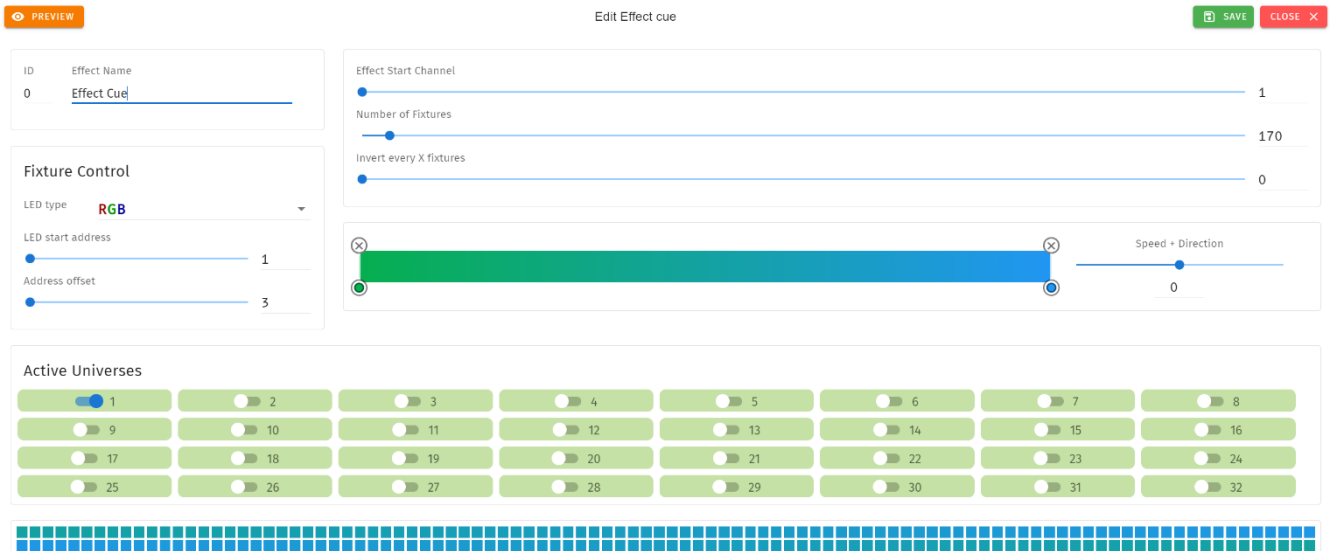 PREVIEW
Edit Effect cue
SAVE
CLOSE
ID
Effect Name
0
Effect Cue
Fixture Control
LED type
RGB
LED start address
1
Address offset
3
Effect Start Channel
1
Number of Fixtures
170
Invert every X fixtures
0
Speed + Direction
0
Active Universes
1 2 3 4 5 6 7 8
9 10 11 12 13 14 15 16
17 18 19 20 21 22 23 24
25 26 27 28 29 30 31 32